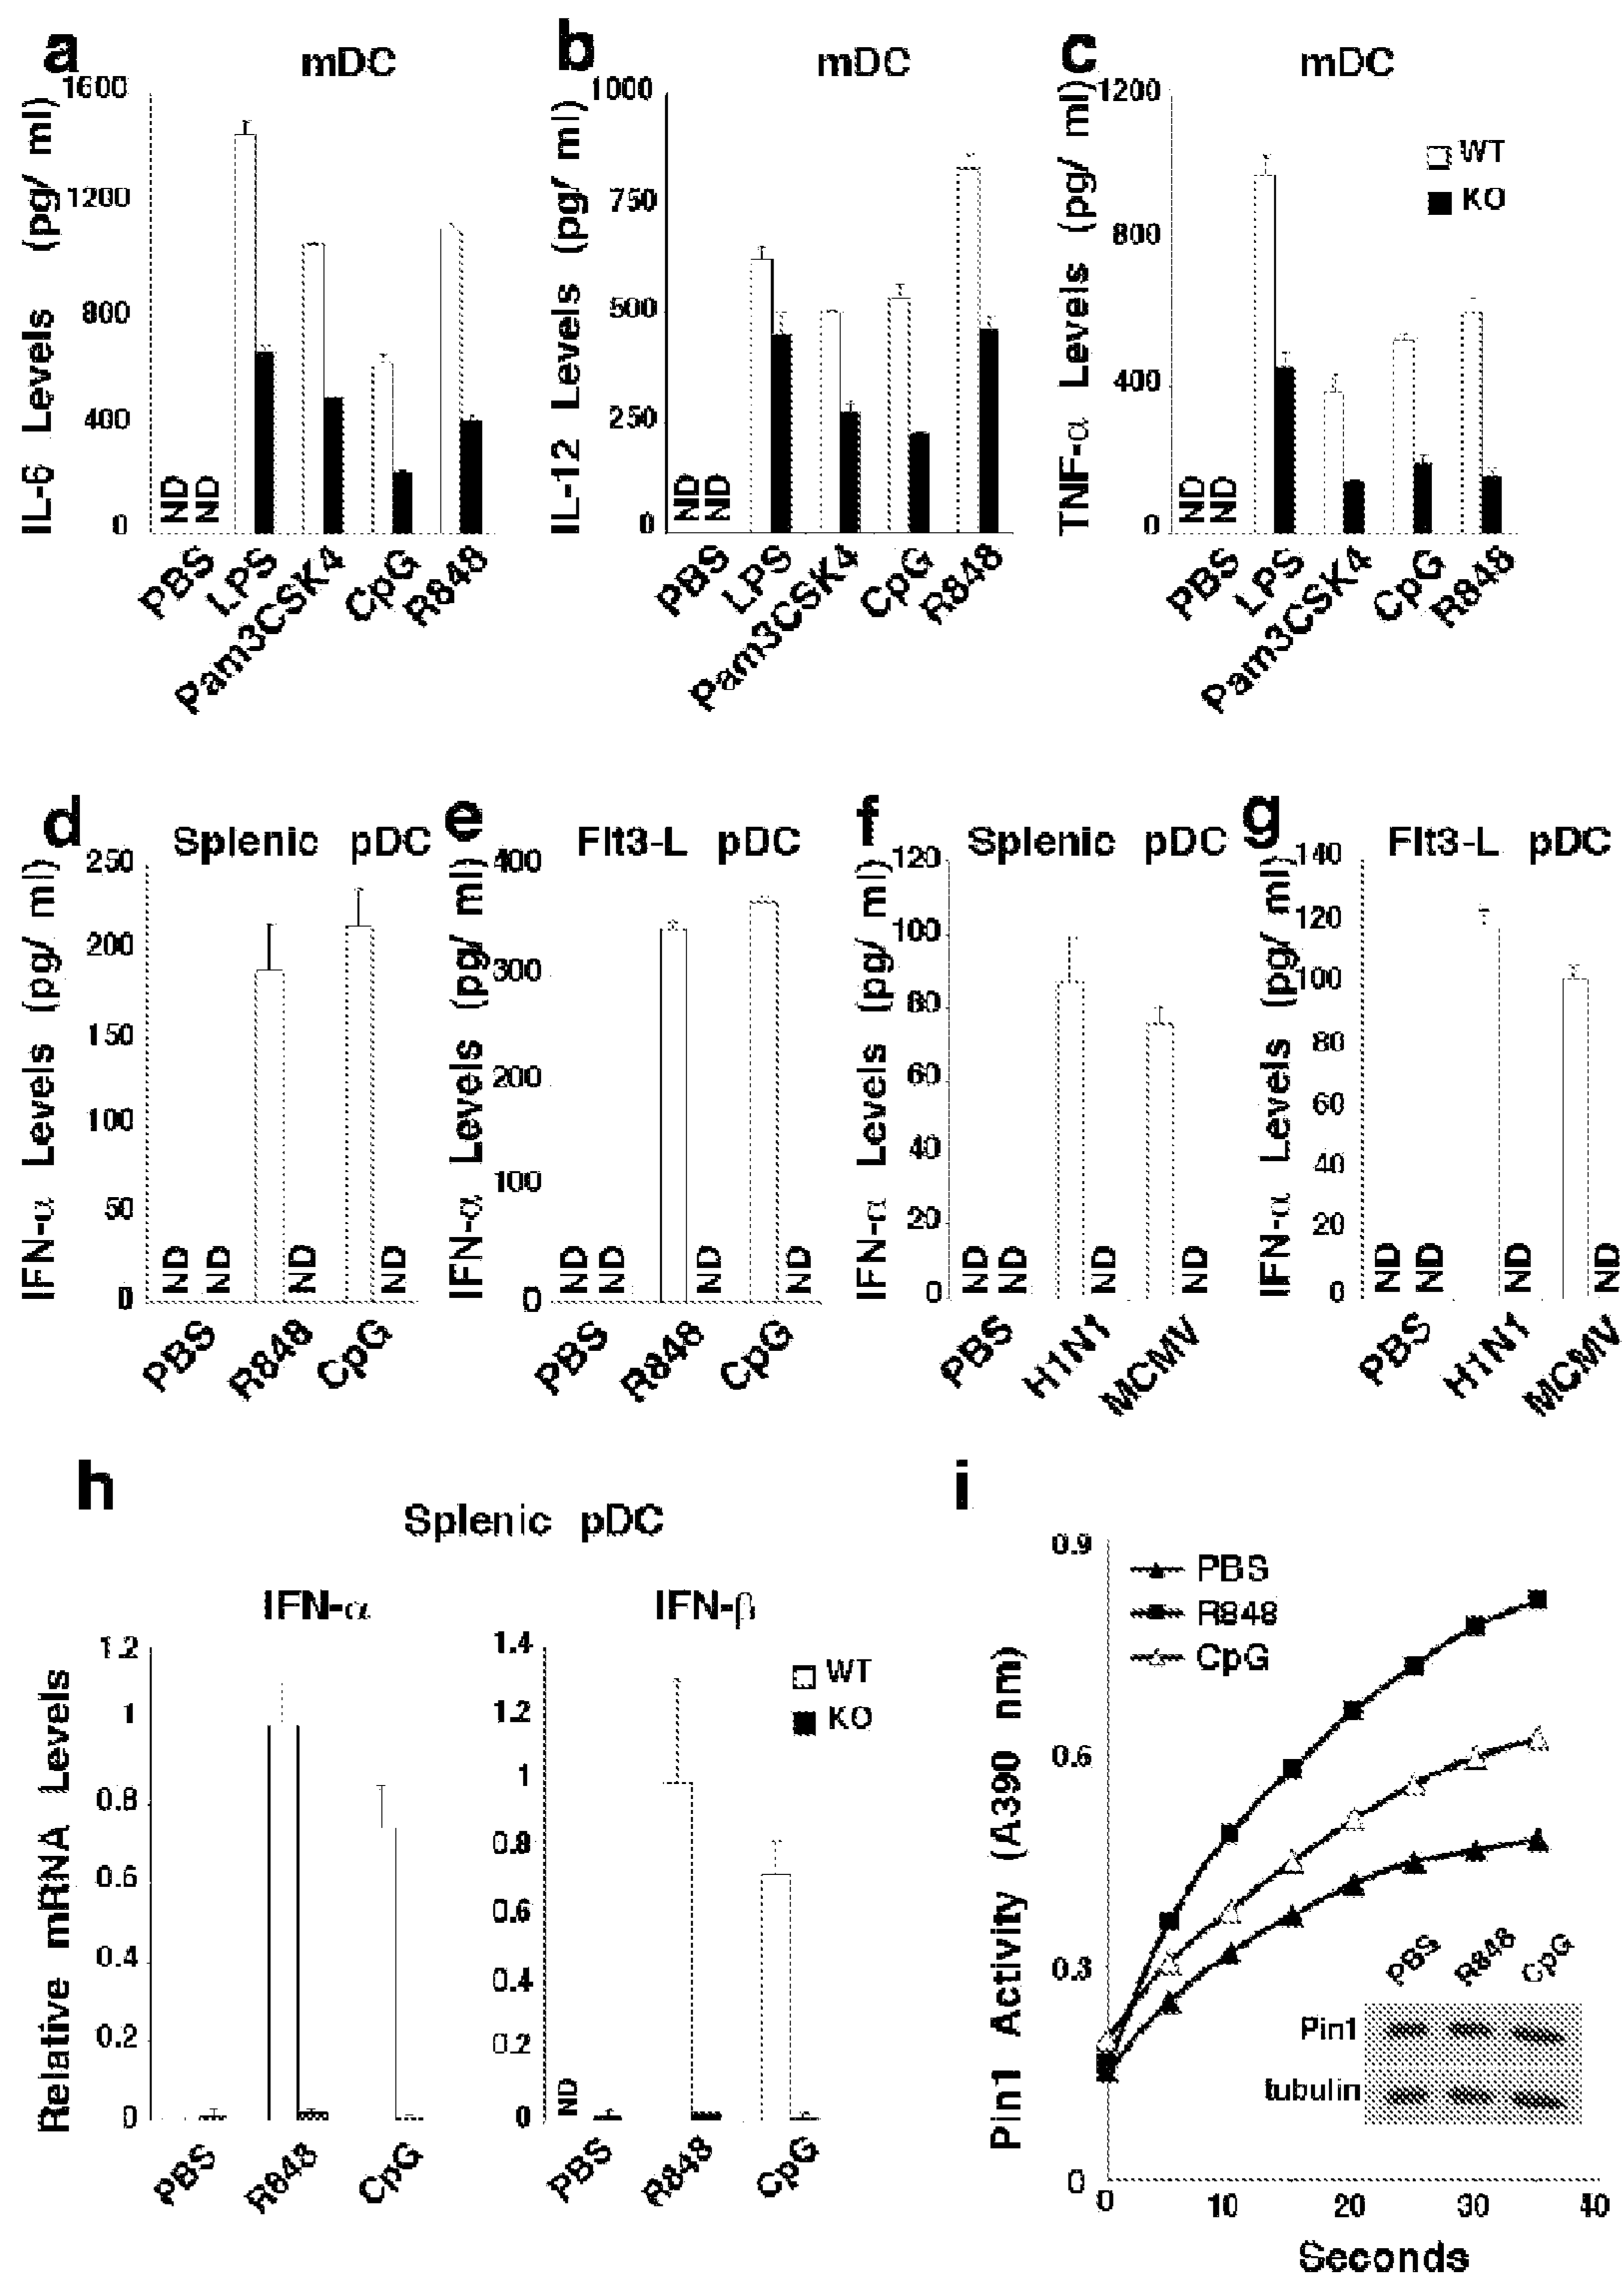 a
mDC
IL-6 Levels (pg/ ml)
1600
1200
800
400
0
ND
ND
PBS
LPS
Pam3CSK4
CpG
R848
b
mDC
IL-12 Levels (pg/ ml)
1000
750
500
250
0
ND
ND
PBS
LPS
Pam3CSK4
CpG
R848
c
mDC
TNF-α Levels (pg/ ml)
1200
800
400
0
WT
KO
ND
ND
PBS
LPS
Pam3CSK4
CpG
R848
d
Splenic pDC
IFN-α Levels (pg/ ml)
250
200
150
100
50
0
ND
ND
ND
ND
PBS
R848
CpG
e
Flt3-L pDC
IFN-α Levels (pg/ ml)
400
300
200
100
0
ND
ND
ND
ND
PBS
R848
CpG
f
Splenic pDC
IFN-α Levels (pg/ ml)
120
100
80
60
40
20
0
ND
ND
ND
ND
PBS
H1N1
MCMV
g
Flt3-L pDC
IFN-α Levels (pg/ ml)
140
120
100
80
60
40
20
0
ND
ND
ND
ND
PBS
H1N1
MCMV
h
Splenic pDC
Relative mRNA Levels
IFN-α
1.2
1
0.8
0.6
0.4
0.2
0
PBS
R848
CpG
IFN-β
1.4
1.2
1
0.8
0.6
0.4
0.2
0
WT
KO
ND
PBS
R848
CpG
i
Pin1 Activity (A390 nm)
0.9
0.6
0.3
0
PBS
R848
CpG
PBS
R848
CpG
Pin1
tubulin
0
10
20
30
40
Seconds